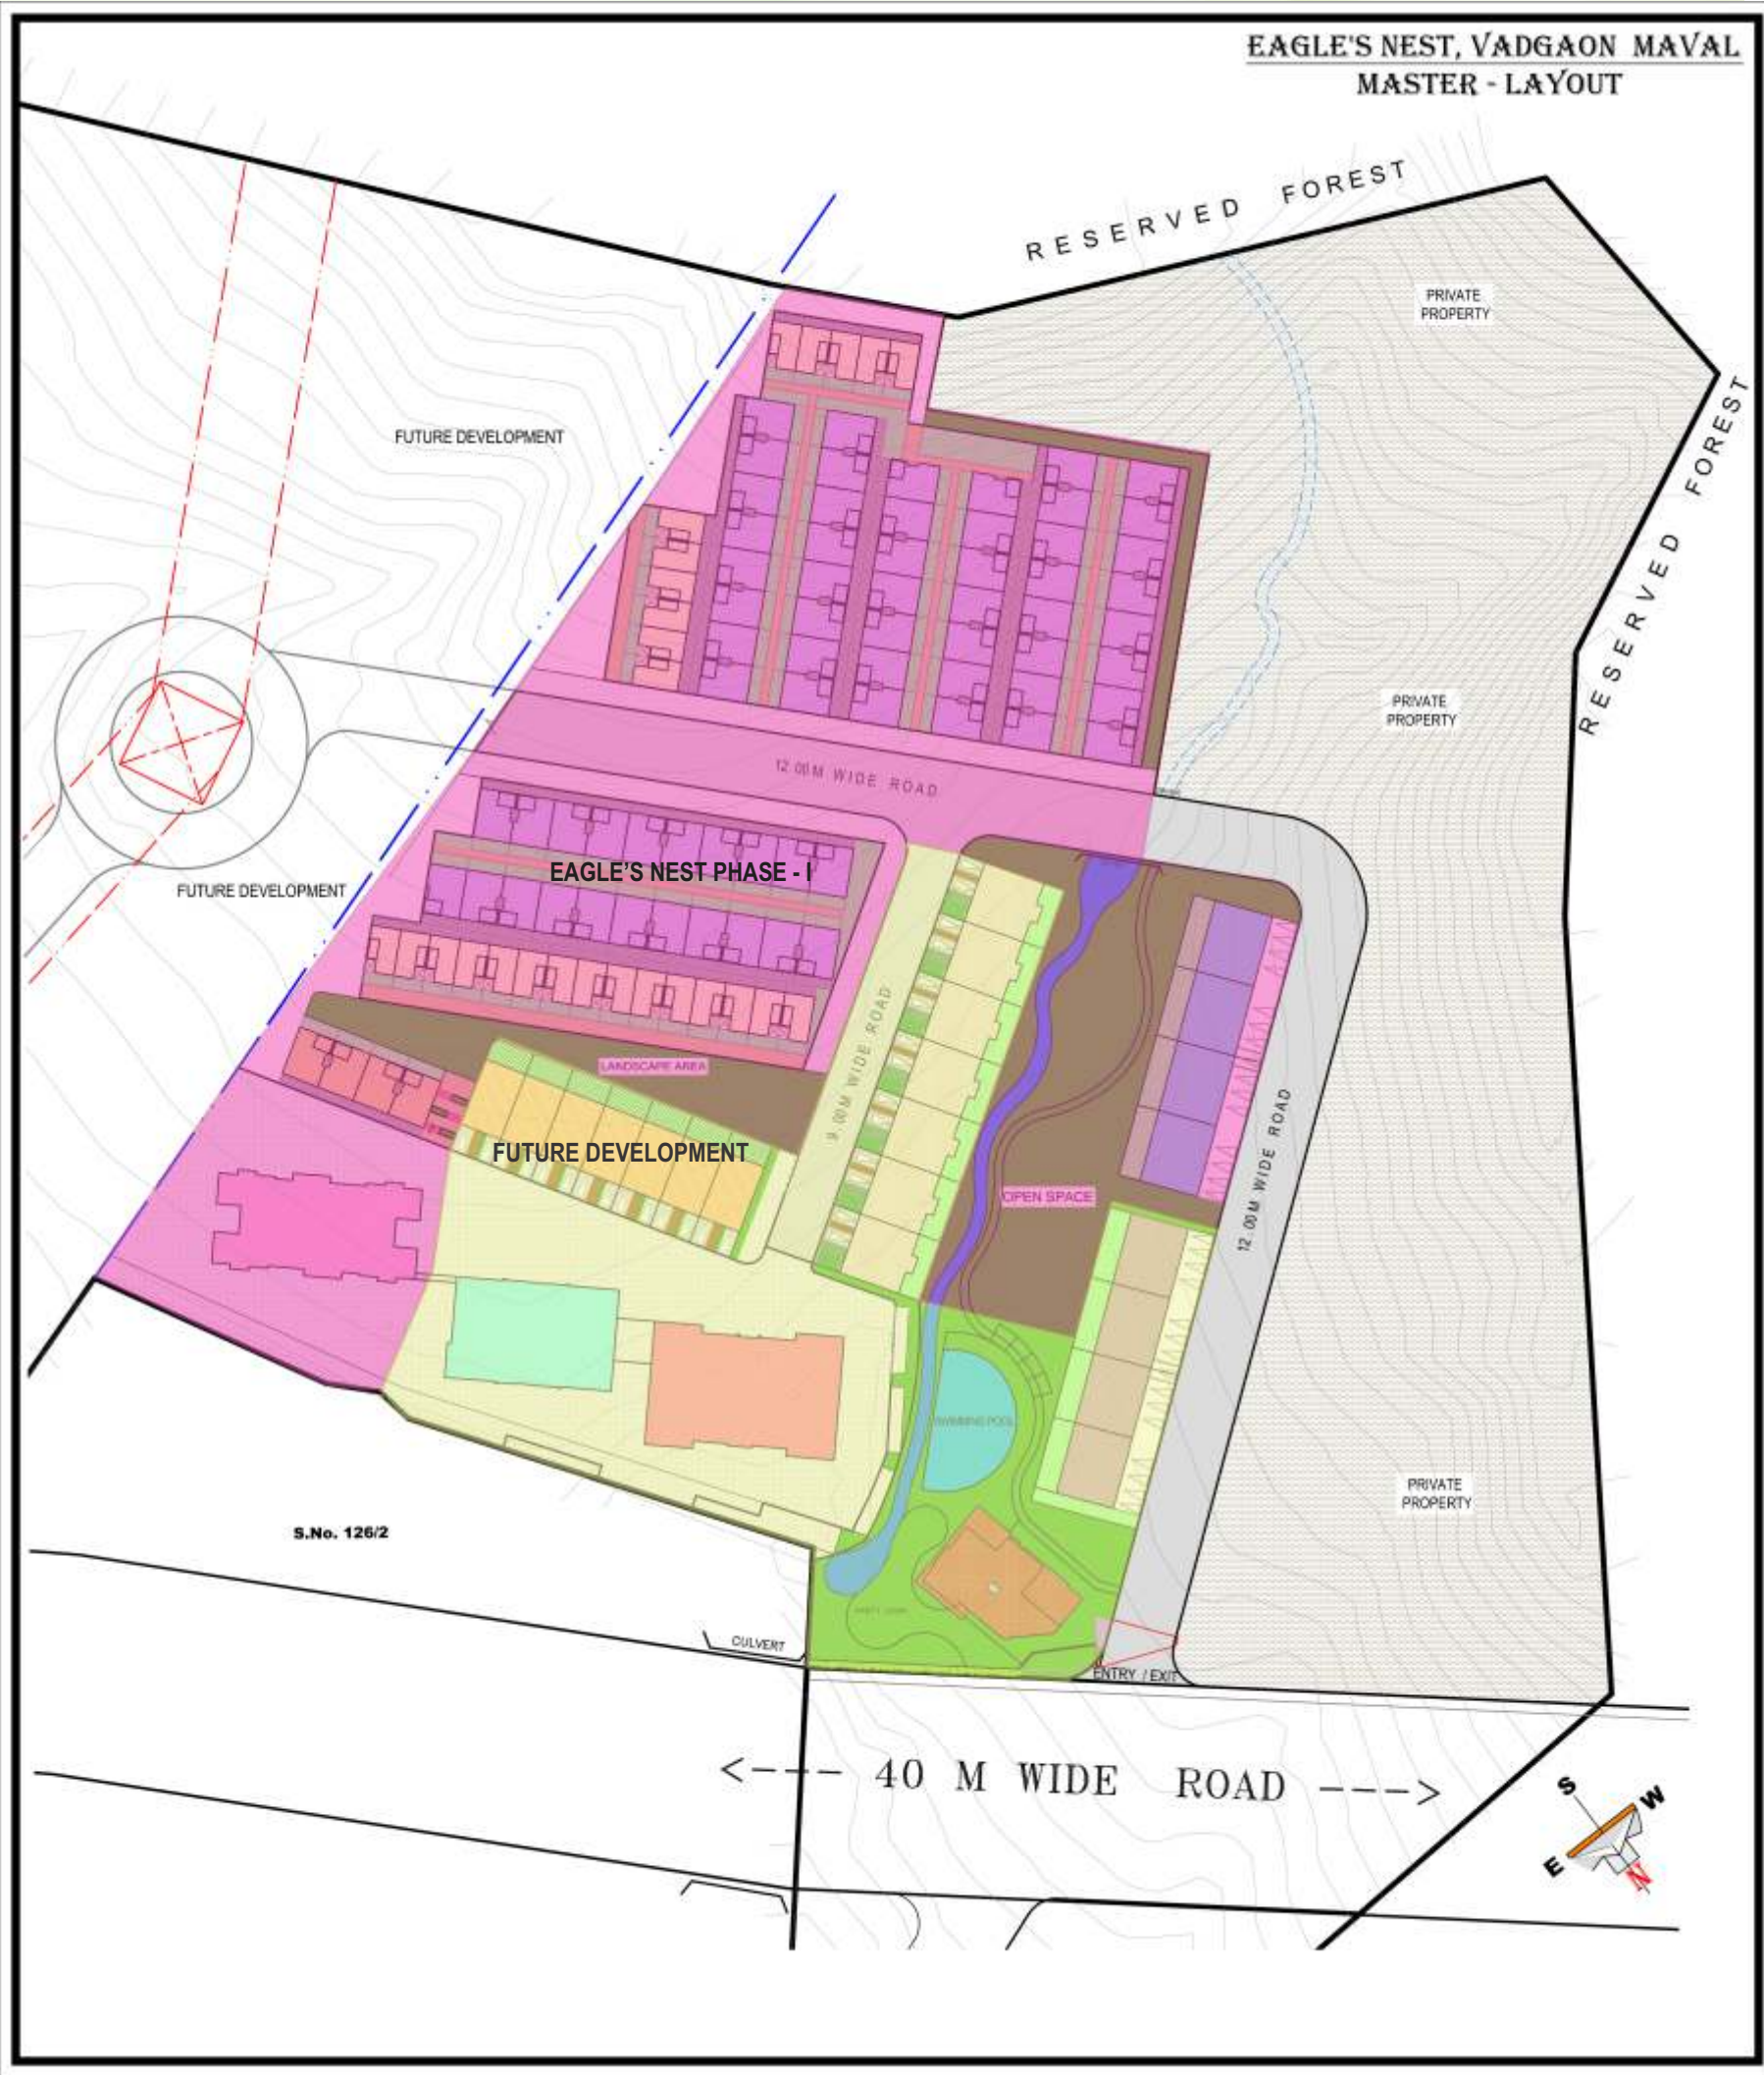 EAGLE'S NEST, VADGAON MAVAL
MASTER - LAYOUT
RESERVED FOREST
PRIVATE
PROPERTY
RESERVED FOREST
FUTURE DEVELOPMENT
PRIVATE
PROPERTY
12.00M WIDE ROAD
EAGLE'S NEST PHASE - I
FUTURE DEVELOPMENT
9.00M WIDE ROAD
LANDSCAPE AREA
FUTURE DEVELOPMENT
OPEN SPACE
12.00M WIDE ROAD
SWIMMING POOL
PRIVATE
PROPERTY
S.No. 126/2
CULVERT
ENTRY / EXIT
<--- 40 M WIDE ROAD --->
S
W
E
N